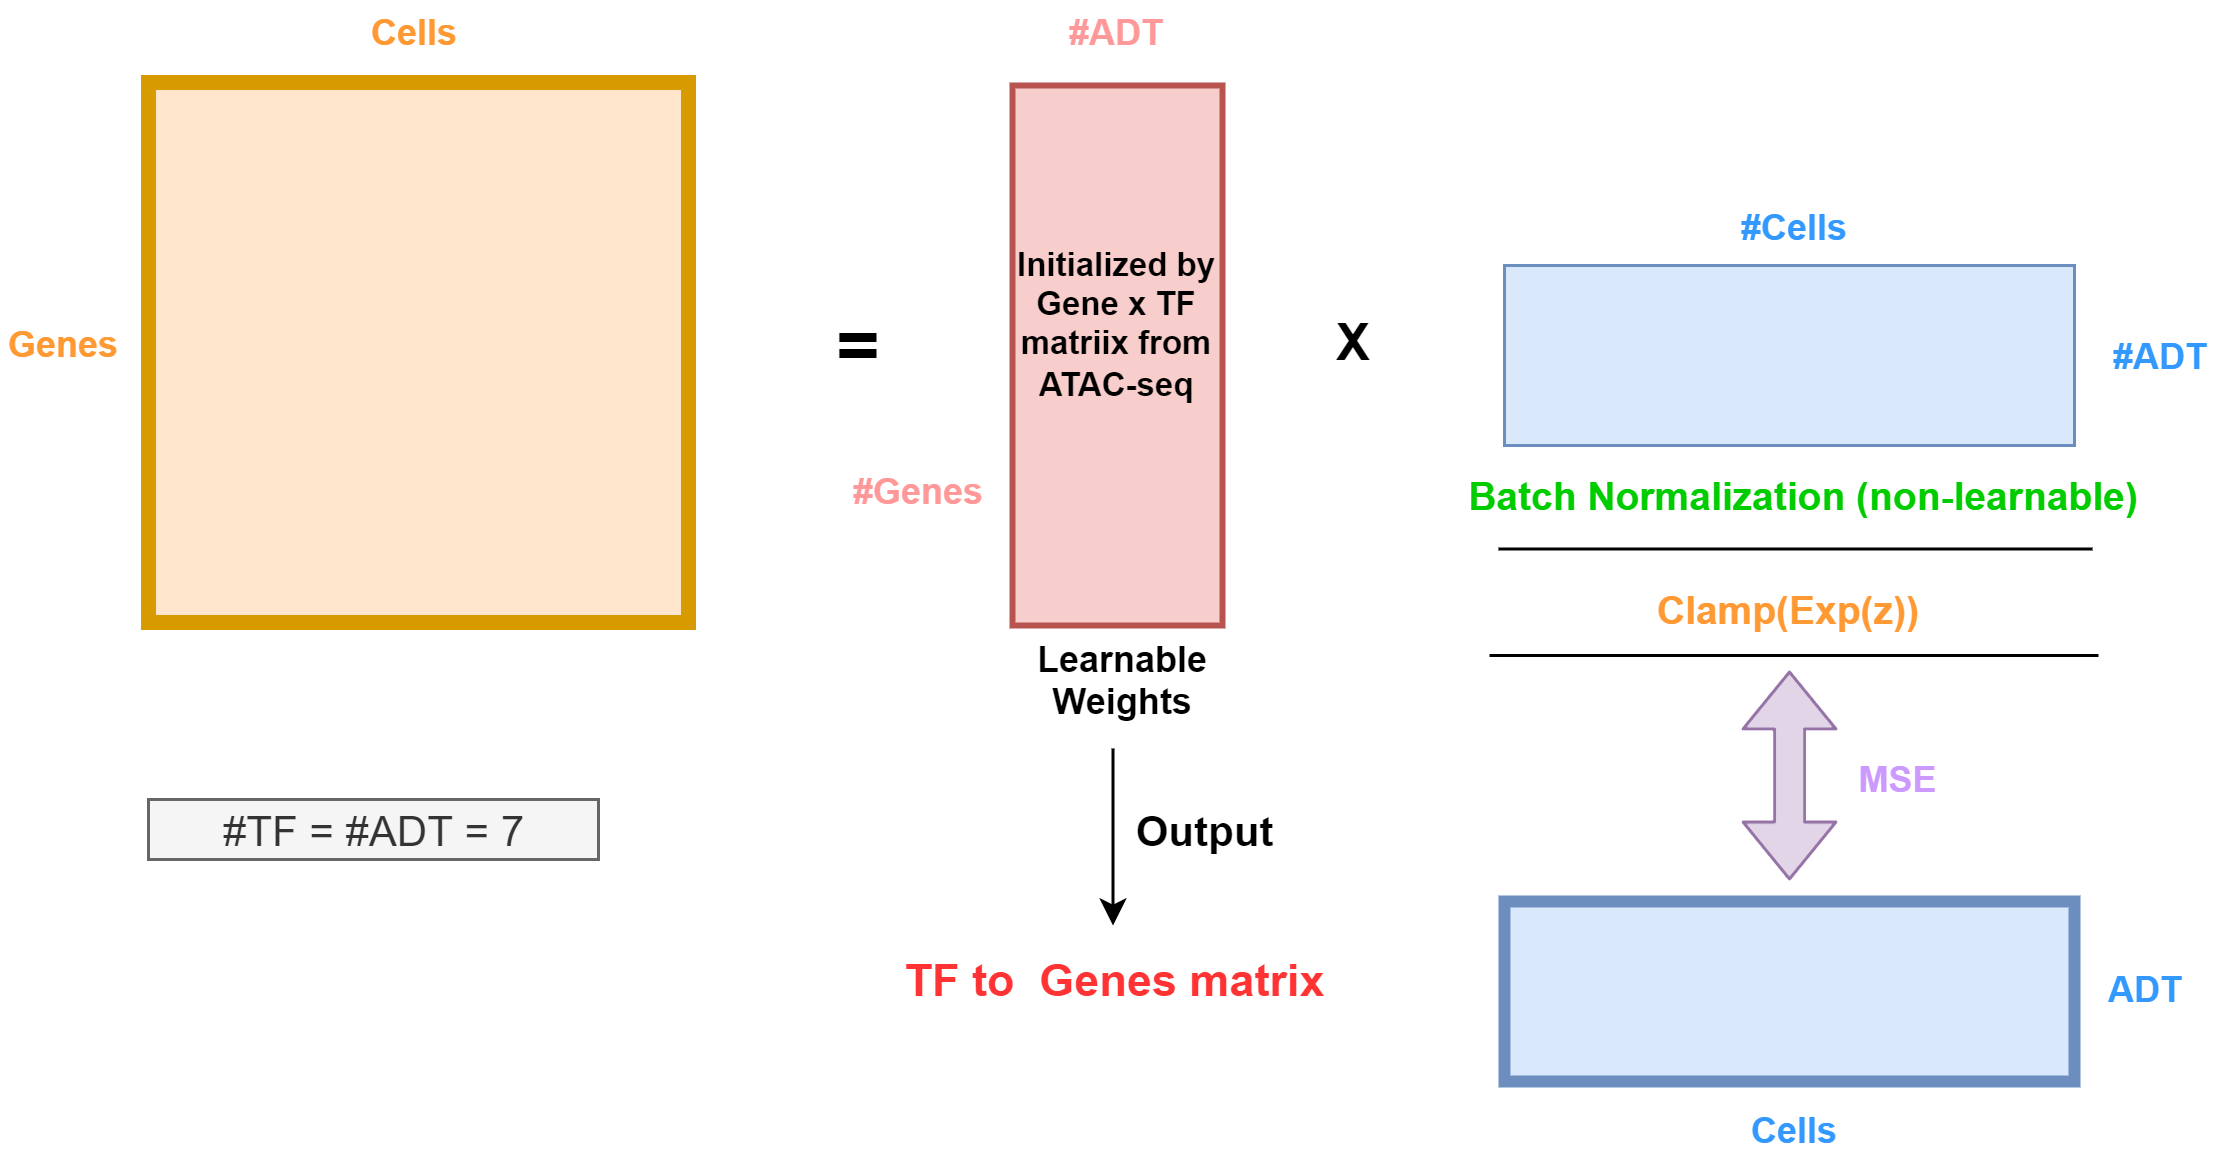 Cells
#ADT
Genes
=
Initialized by
Gene x TF
matriix from
ATAC-seq
#Genes
Learnable
Weights
X
#Cells
#ADT
Batch Normalization (non-learnable)
Clamp(Exp(z))
MSE
#TF = #ADT = 7
Output
TF to  Genes matrix
ADT
Cells